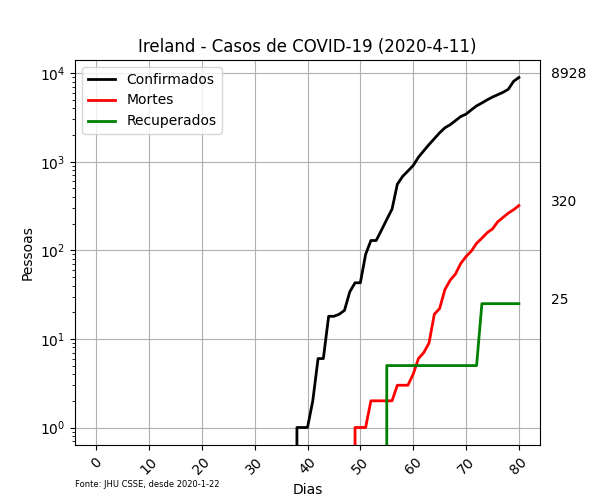 Ireland - Casos de COVID-19 (2020-4-11)
Confirmados
Mortes
Recuperados
8928
320
25
Pessoas
10⁴
10³
10²
10¹
10⁰
0 10 20 30 40 50 60 70 80
Dias
Fonte: JHU CSSE, desde 2020-1-22